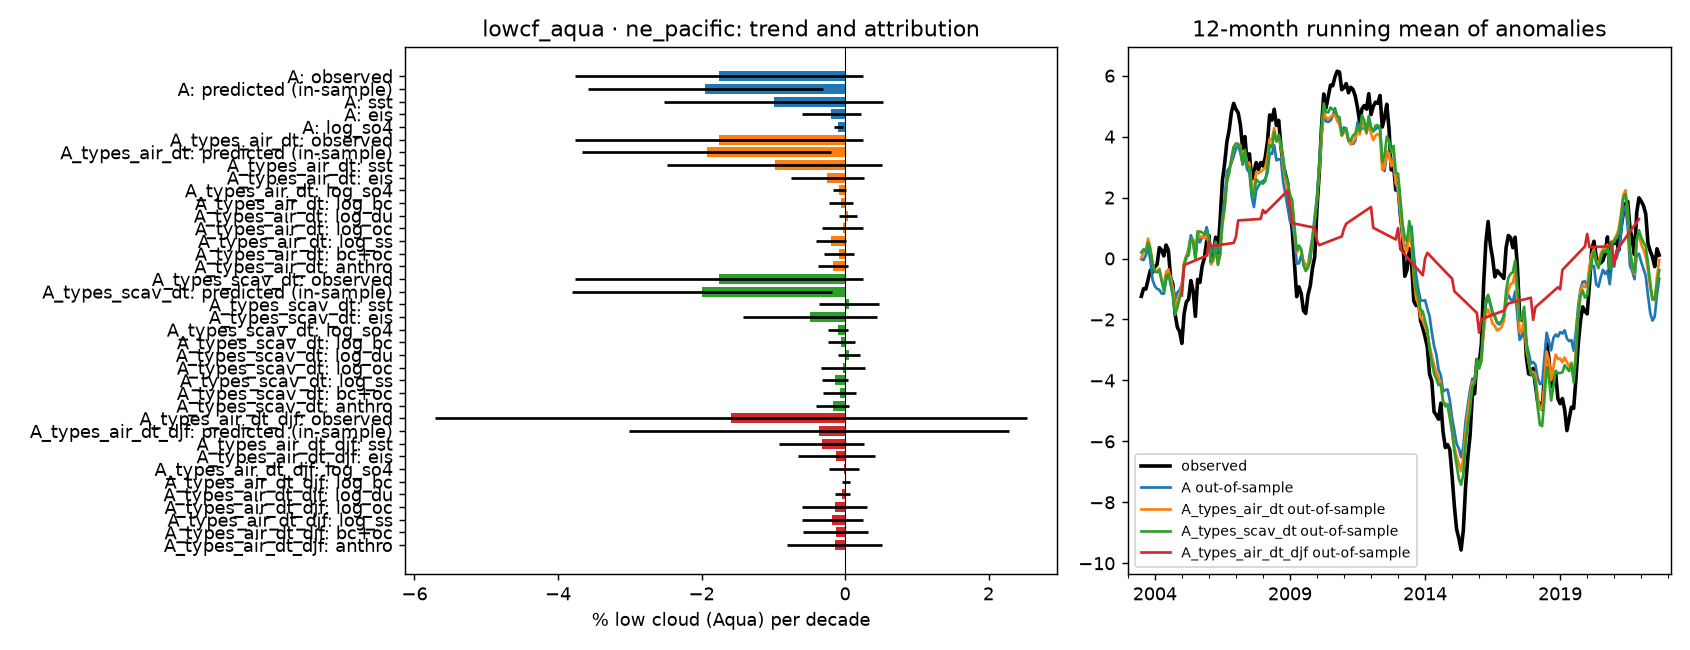 lowcf_aqua · ne_pacific: trend and attribution
A: observed
A: predicted (in-sample)
A: sst
A: eis
A: log_so4
A_types_air_dt: observed
A_types_air_dt: predicted (in-sample)
A_types_air_dt: sst
A_types_air_dt: eis
A_types_air_dt: log_so4
A_types_air_dt: log_bc
A_types_air_dt: log_du
A_types_air_dt: log_oc
A_types_air_dt: log_ss
A_types_air_dt: bc+oc
A_types_air_dt: anthro
A_types_scav_dt: observed
A_types_scav_dt: predicted (in-sample)
A_types_scav_dt: sst
A_types_scav_dt: eis
A_types_scav_dt: log_so4
A_types_scav_dt: log_bc
A_types_scav_dt: log_du
A_types_scav_dt: log_oc
A_types_scav_dt: log_ss
A_types_scav_dt: bc+oc
A_types_scav_dt: anthro
A_types_air_dt_djf: observed
A_types_air_dt_djf: predicted (in-sample)
A_types_air_dt_djf: sst
A_types_air_dt_djf: eis
A_types_air_dt_djf: log_so4
A_types_air_dt_djf: log_bc
A_types_air_dt_djf: log_du
A_types_air_dt_djf: log_oc
A_types_air_dt_djf: log_ss
A_types_air_dt_djf: bc+oc
A_types_air_dt_djf: anthro
−6 −4 −2 0 2
% low cloud (Aqua) per decade
12-month running mean of anomalies
6
4
2
0
−2
−4
−6
−8
−10
observed
A out-of-sample
A_types_air_dt out-of-sample
A_types_scav_dt out-of-sample
A_types_air_dt_djf out-of-sample
2004 2009 2014 2019